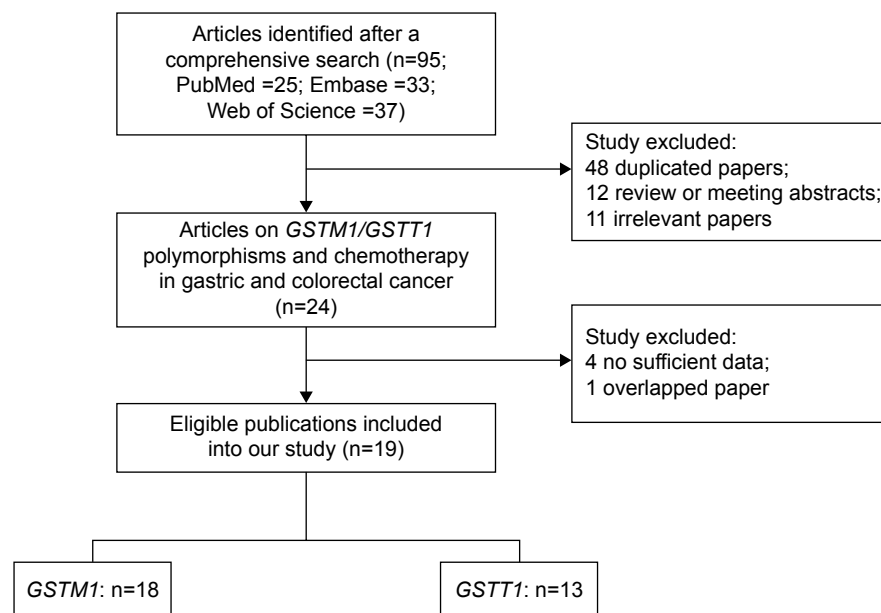 Articles identified after a
comprehensive search (n=95;
PubMed =25; Embase =33;
Web of Science =37)
Study excluded:
48 duplicated papers;
12 review or meeting abstracts;
11 irrelevant papers
Articles on GSTM1/GSTT1
polymorphisms and chemotherapy
in gastric and colorectal cancer
(n=24)
Study excluded:
4 no sufficient data;
1 overlapped paper
Eligible publications included
into our study (n=19)
GSTM1: n=18
GSTT1: n=13